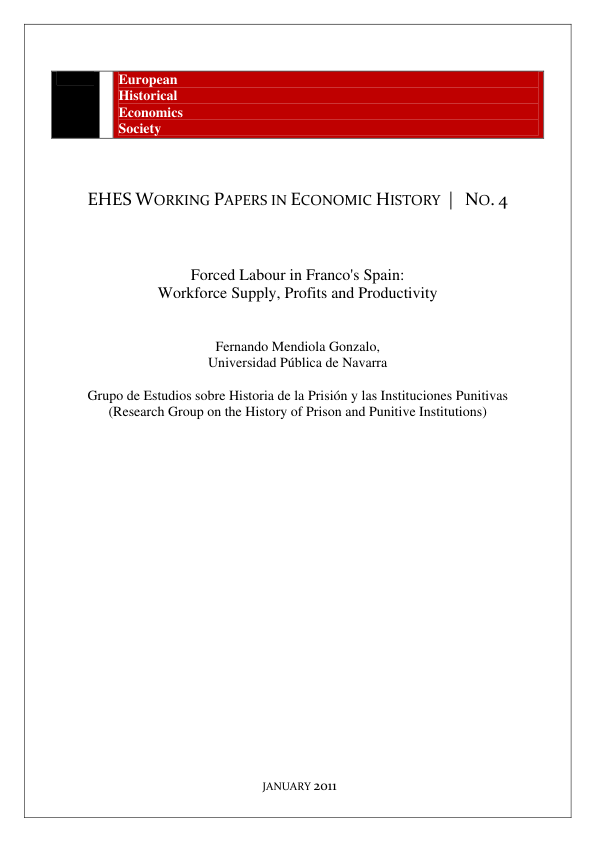 European
Historical
Economics
Society
EHES WORKING PAPERS IN ECONOMIC HISTORY | NO. 4
Forced Labour in Franco's Spain:
Workforce Supply, Profits and Productivity
Fernando Mendiola Gonzalo,
Universidad Pública de Navarra
Grupo de Estudios sobre Historia de la Prisión y las Instituciones Punitivas
(Research Group on the History of Prison and Punitive Institutions)
JANUARY 2011